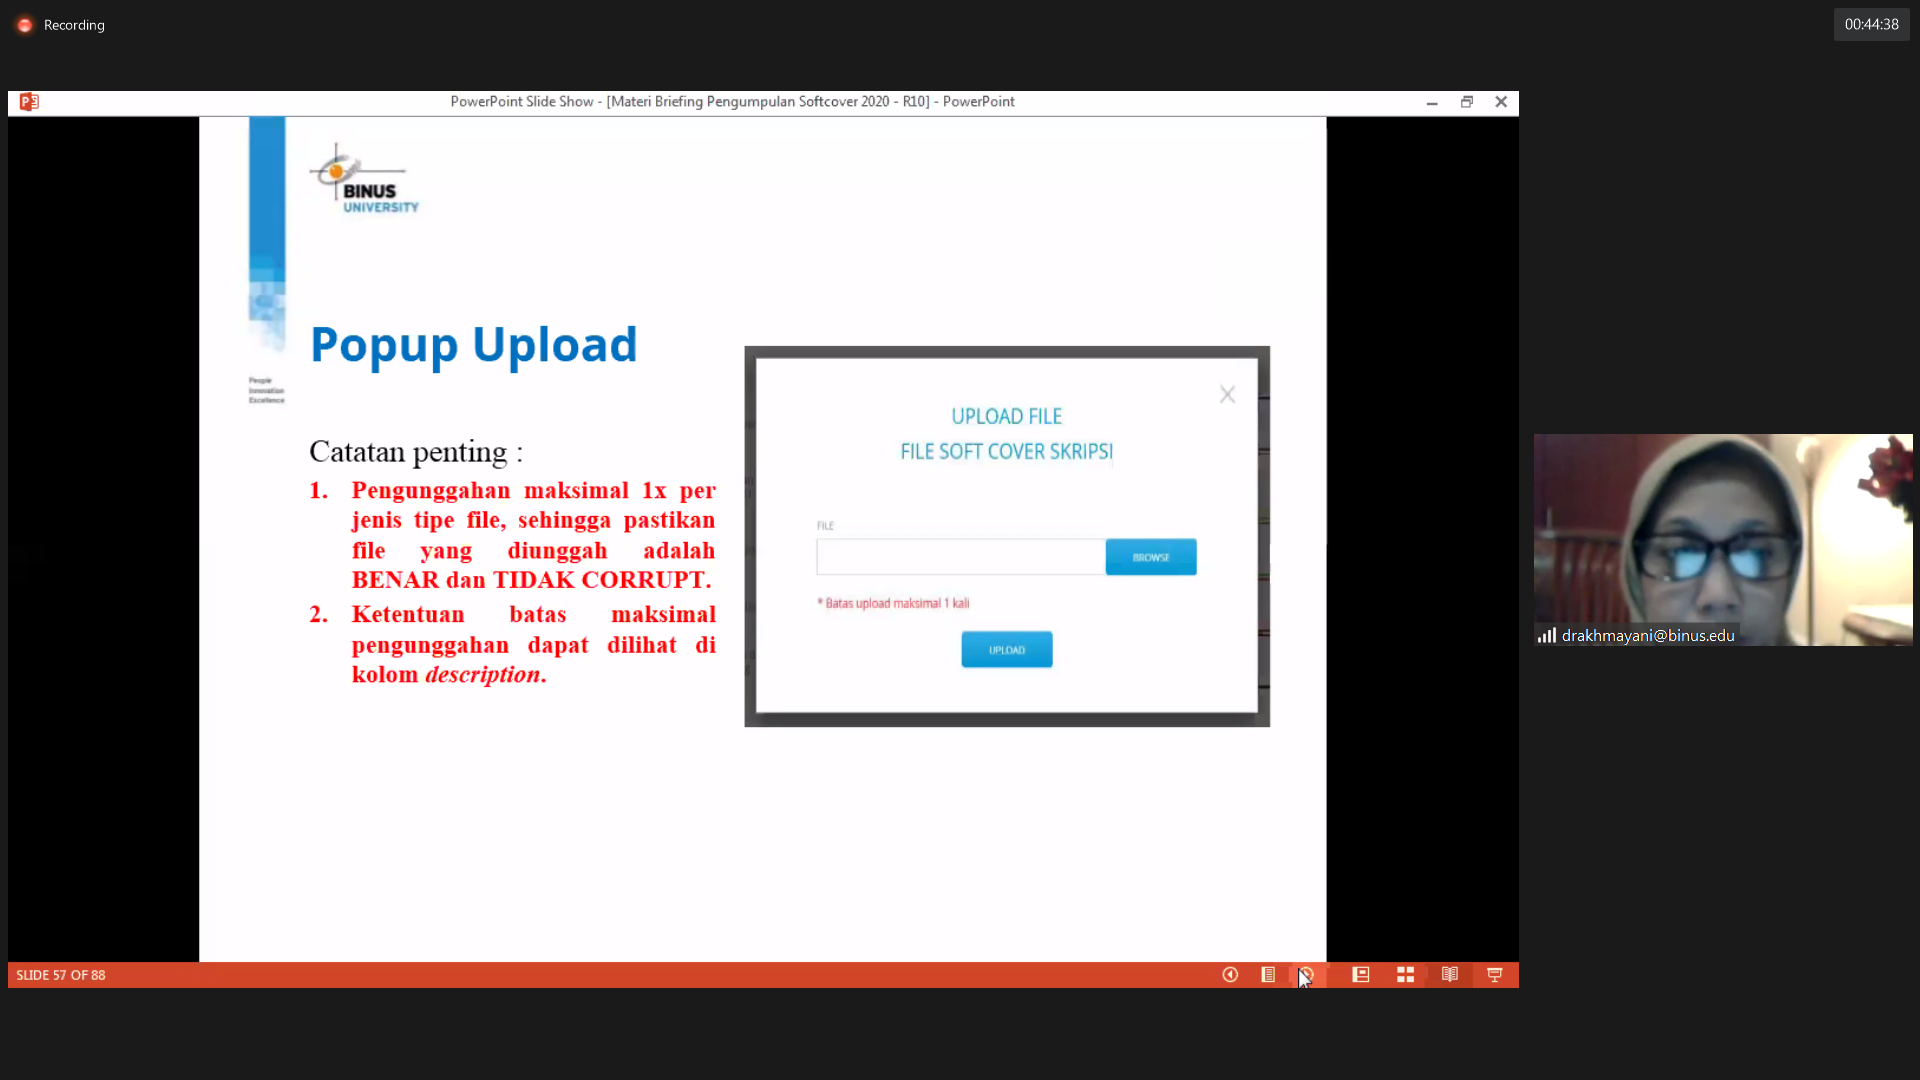 Recording
00:44:38
PowerPoint Slide Show - [Materi Briefing Pengumpulan Softcover 2020 - R10] - PowerPoint
BINUS
UNIVERSITY
People
Innovation
Excellence
Popup Upload
Catatan penting :
1. Pengunggahan maksimal 1x per
jenis tipe file, sehingga pastikan
file yang diunggah adalah
BENAR dan TIDAK CORRUPT.
2. Ketentuan batas maksimal
pengunggahan dapat dilihat di
kolom description.
X
UPLOAD FILE
FILE SOFT COVER SKRIPSI
FILE
BROWSE
* Batas upload maksimal 1 kali
UPLOAD
drakhmayani@binus.edu
SLIDE 57 OF 88